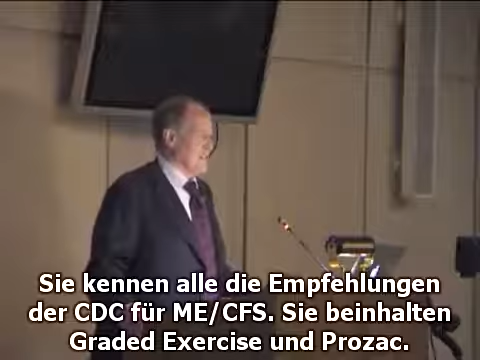 Sie kennen alle die Empfehlungen
der CDC für ME/CFS. Sie beinhalten
Graded Exercise und Prozac.